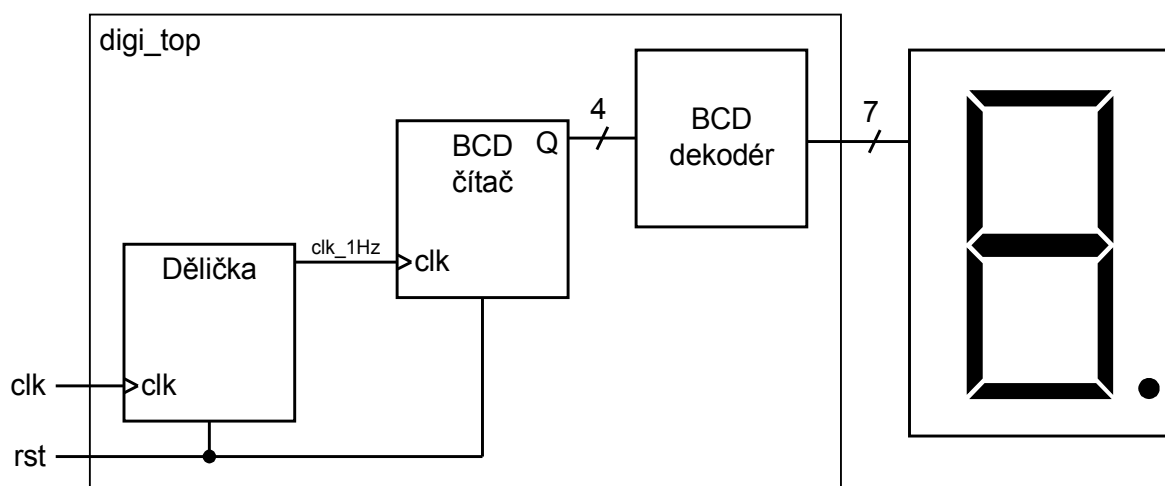 digi_top
4
7
BCD
čítač
Q
BCD
dekodér
clk_1Hz
clk
Dělička
clk
clk
rst